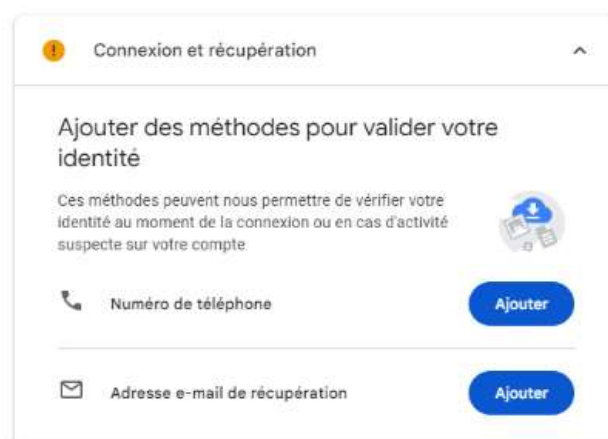 Connexion et récupération
Ajouter des méthodes pour valider votre
identité
Ces méthodes peuvent nous permettre de vérifier votre
identité au moment de la connexion ou en cas d'activité
suspecte sur votre compte
Numéro de téléphone
Ajouter
Adresse e-mail de récupération
Ajouter